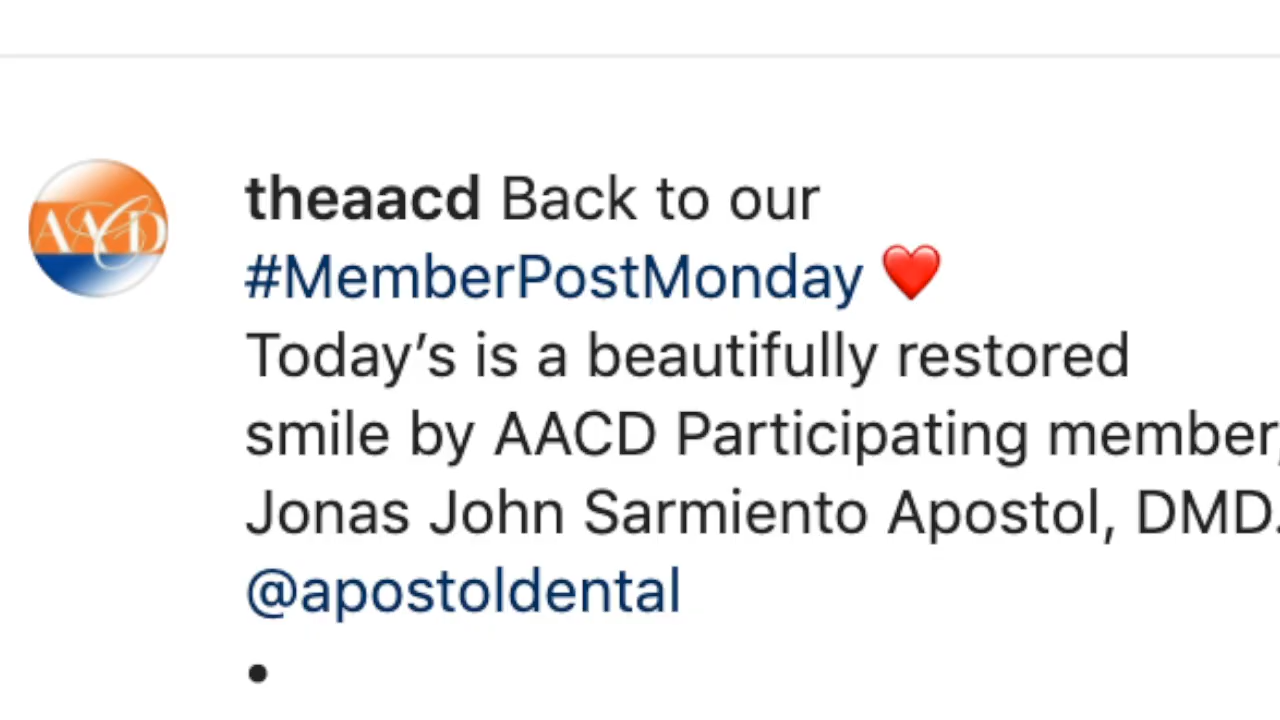 AACD
theaacd Back to our
#MemberPostMonday ❤️
Today’s is a beautifully restored
smile by AACD Participating member,
Jonas John Sarmiento Apostol, DMD.
@apostoldental
•